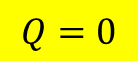 Q = 0